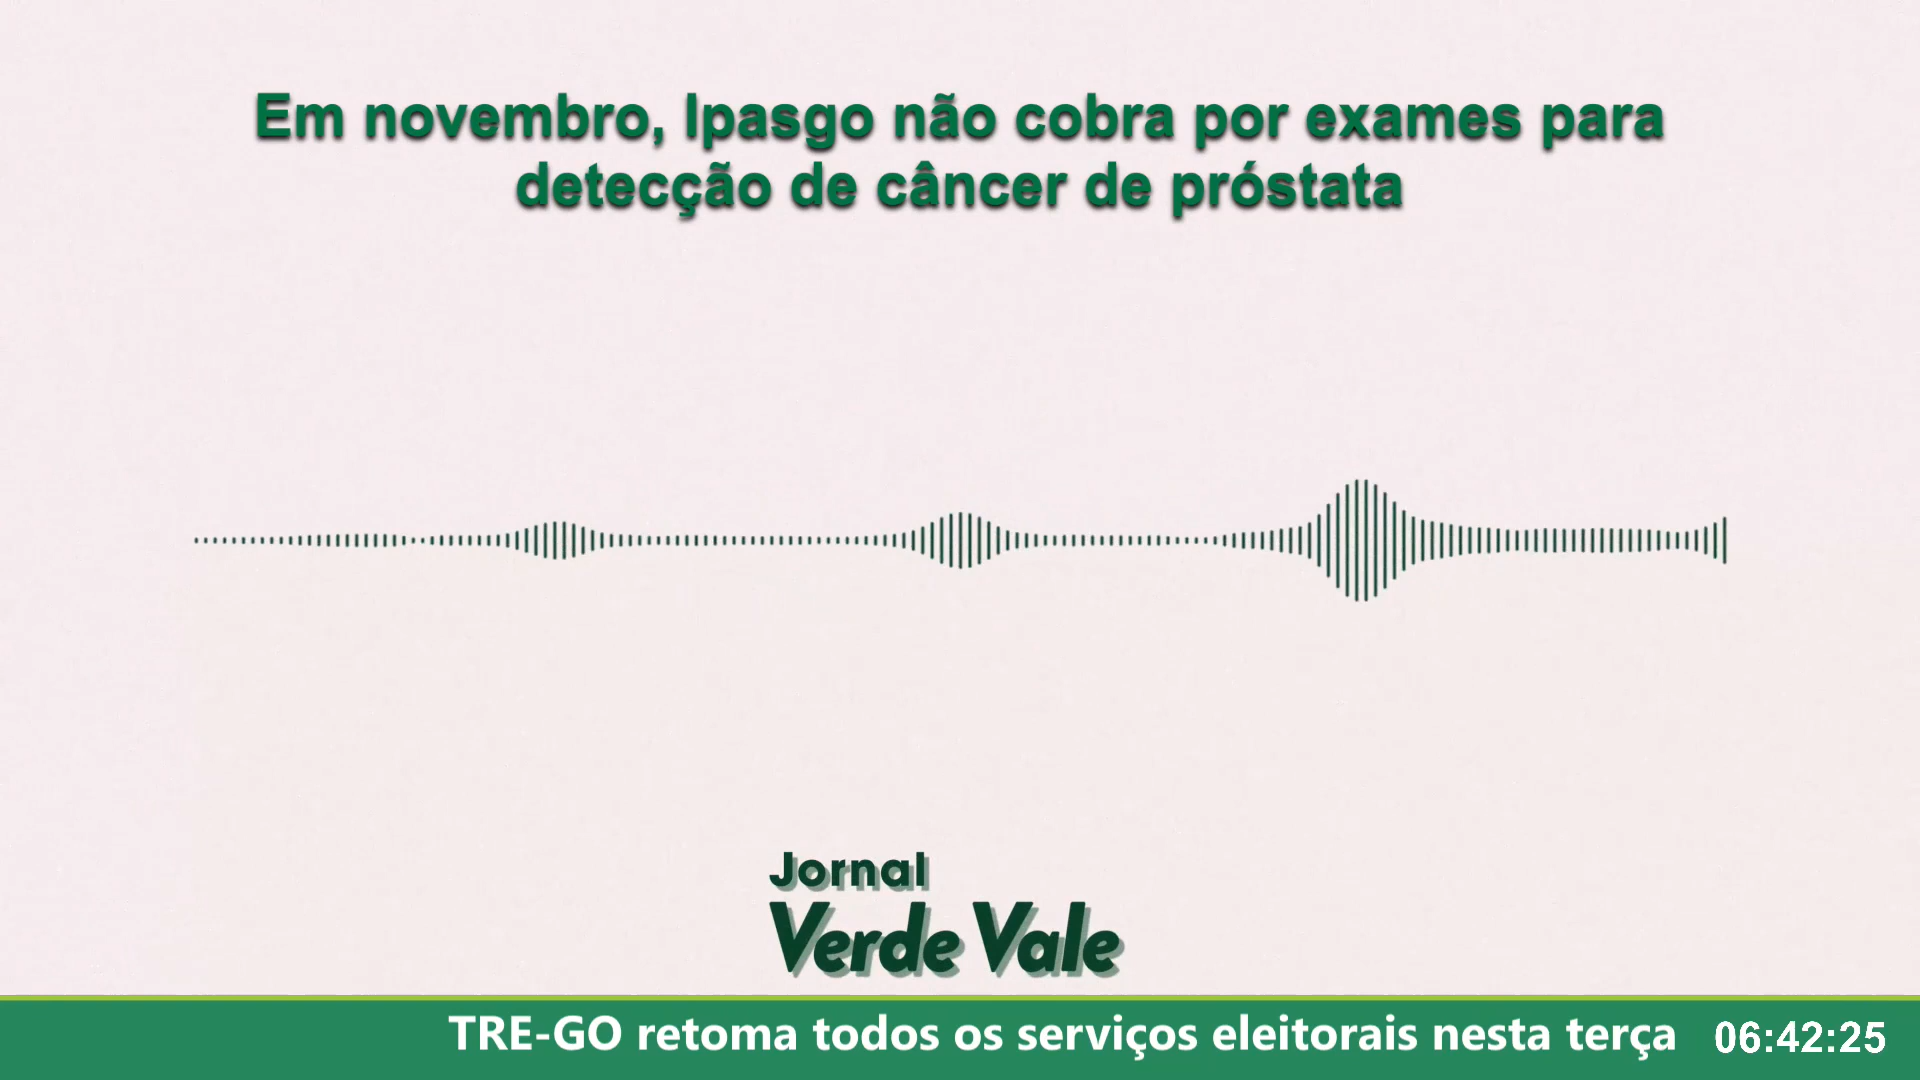 Em novembro, Ipasgo não cobra por exames para
detecção de câncer de próstata
Jornal
Verde Vale
TRE-GO retoma todos os serviços eleitorais nesta terça 06:42:25